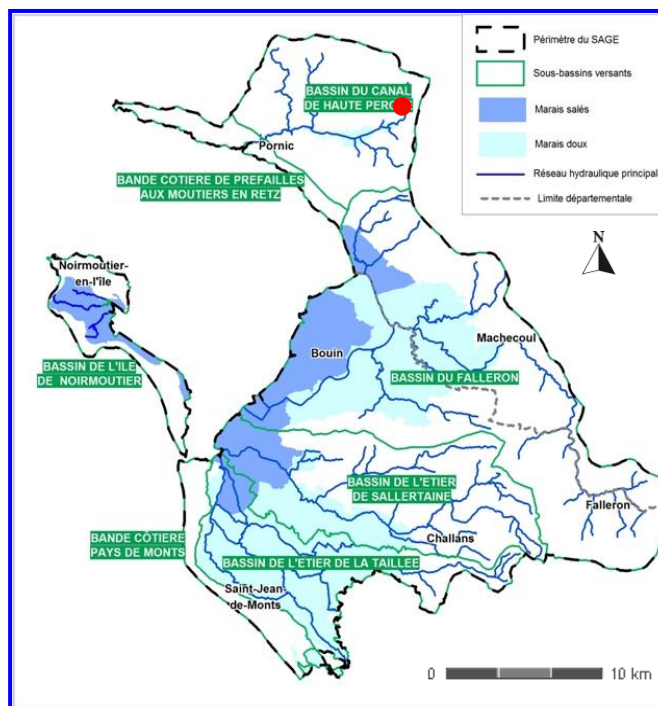 Périmètre du SAGE
Sous-bassins versants
Marais salés
Marais doux
Réseau hydraulique principal
Limite départementale
N
BASSIN DU CANAL
DE HAUTE
Pornic
BANDE COTIERE DE PREFAILLES
AUX MOUTIERS EN RETZ
Noirmoutier-
en-l'île
BASSIN DE L'ILE
DE NOIRMOUTIER
Bouin
Machecoul
BASSIN DU FALLERON
BASSIN DE L'ETIER
DE SALLERTAINE
Falleron
Challans
BANDE CÔTIERE
PAYS DE MONTS
BASSIN DE L'ETIER DE LA TAILLEE
Saint-Jean-
de-Monts
0 10 km